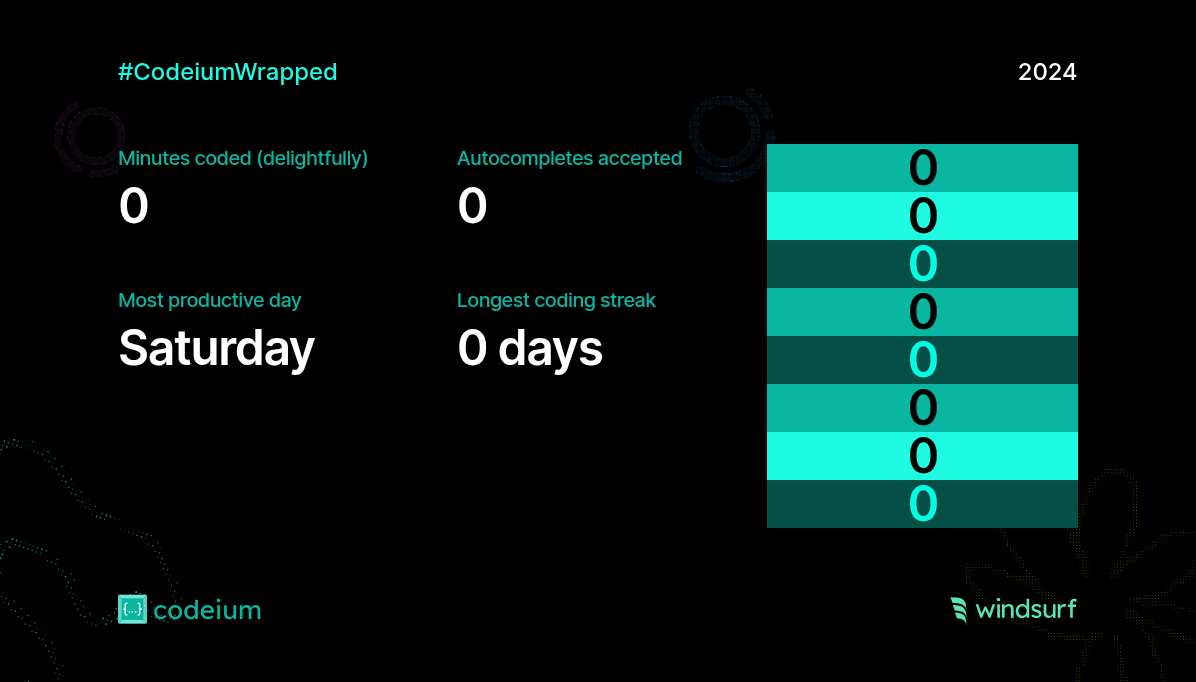 #CodeiumWrapped
2024
Minutes coded (delightfully)
0
Autocompletes accepted
0
Most productive day
Saturday
Longest coding streak
0 days
0
0
0
0
0
0
0
0
{...} codeium
windsurf